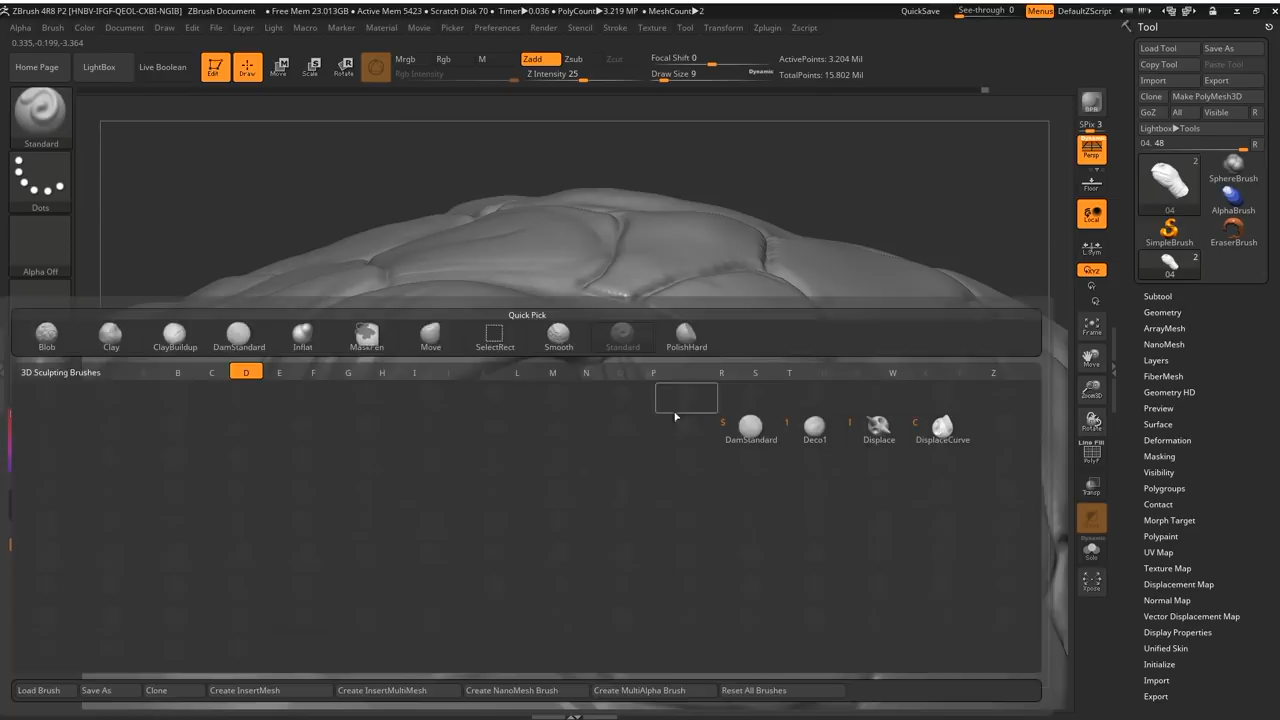 ZBrush 4R8 P2 [HNBV-IFGF-QEOL-CXBI-NGIB] ZBrush Document • Free Mem 23.013GB • Active Mem 5423 • Scratch Disk 70 • Timer▶0.036 • PolyCount▶3.219 MP • MeshCount▶2 QuickSave See-through 0 Menus DefaultZScript
Alpha Brush Color Document Draw Edit File Layer Light Macro Marker Material Movie Picker Preferences Render Stencil Stroke Texture Tool Transform Zplugin Zscript
0.335,-0.199,-3.364
Home Page LightBox Live Boolean Edit Draw Move Scale Rotate
Mrgb Rgb M Zadd Zsub Zcut Focal Shift 0 ActivePoints: 3.204 Mil
Rgb Intensity Z Intensity 25 Draw Size 9 Dynamic TotalPoints: 15.802 Mil
Standard
Dots
Alpha Off
Quick Pick
Blob Clay ClayBuildup DamStandard Inflat MaskPen Move SelectRect Smooth Standard PolishHard
3D Sculpting Brushes B C D E F G H I L M N P R S T W Z
S DamStandard 1 Deco1 I Displace C DisplaceCurve
Load Brush Save As Clone Create InsertMesh Create InsertMultiMesh Create NanoMesh Brush Create MultiAlpha Brush Reset All Brushes
BPR
SPix 3
Dynamic
Persp
Floor
Local
L.Sym
XYZ
Frame
Move
Zoom3D
Rotate
Line Fill
PolyF
Transp
Dynamic
Solo
Xpose
Tool
Load Tool Save As
Copy Tool Paste Tool
Import Export
Clone Make PolyMesh3D
GoZ All Visible R
Lightbox▶Tools
04. 48 R
2
04
SphereBrush
AlphaBrush
SimpleBrush EraserBrush
2
04
Subtool
Geometry
ArrayMesh
NanoMesh
Layers
FiberMesh
Geometry HD
Preview
Surface
Deformation
Masking
Visibility
Polygroups
Contact
Morph Target
Polypaint
UV Map
Texture Map
Displacement Map
Normal Map
Vector Displacement Map
Display Properties
Unified Skin
Initialize
Import
Export